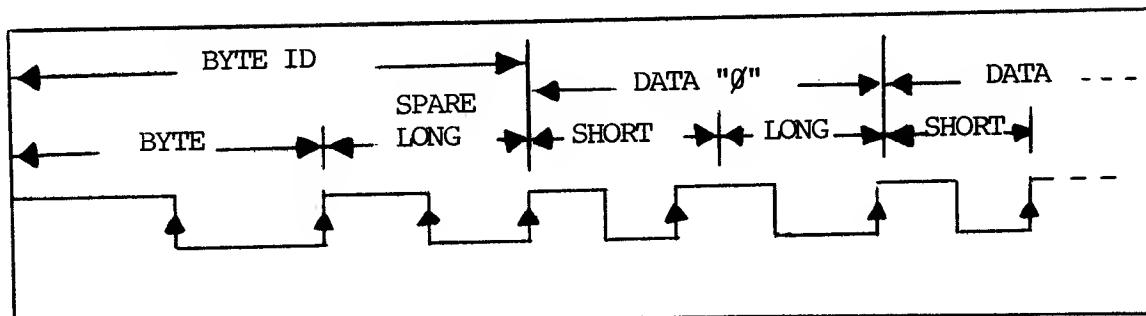 BYTE ID
DATA "Ø"
DATA
SPARE
BYTE
LONG
SHORT
LONG
SHORT